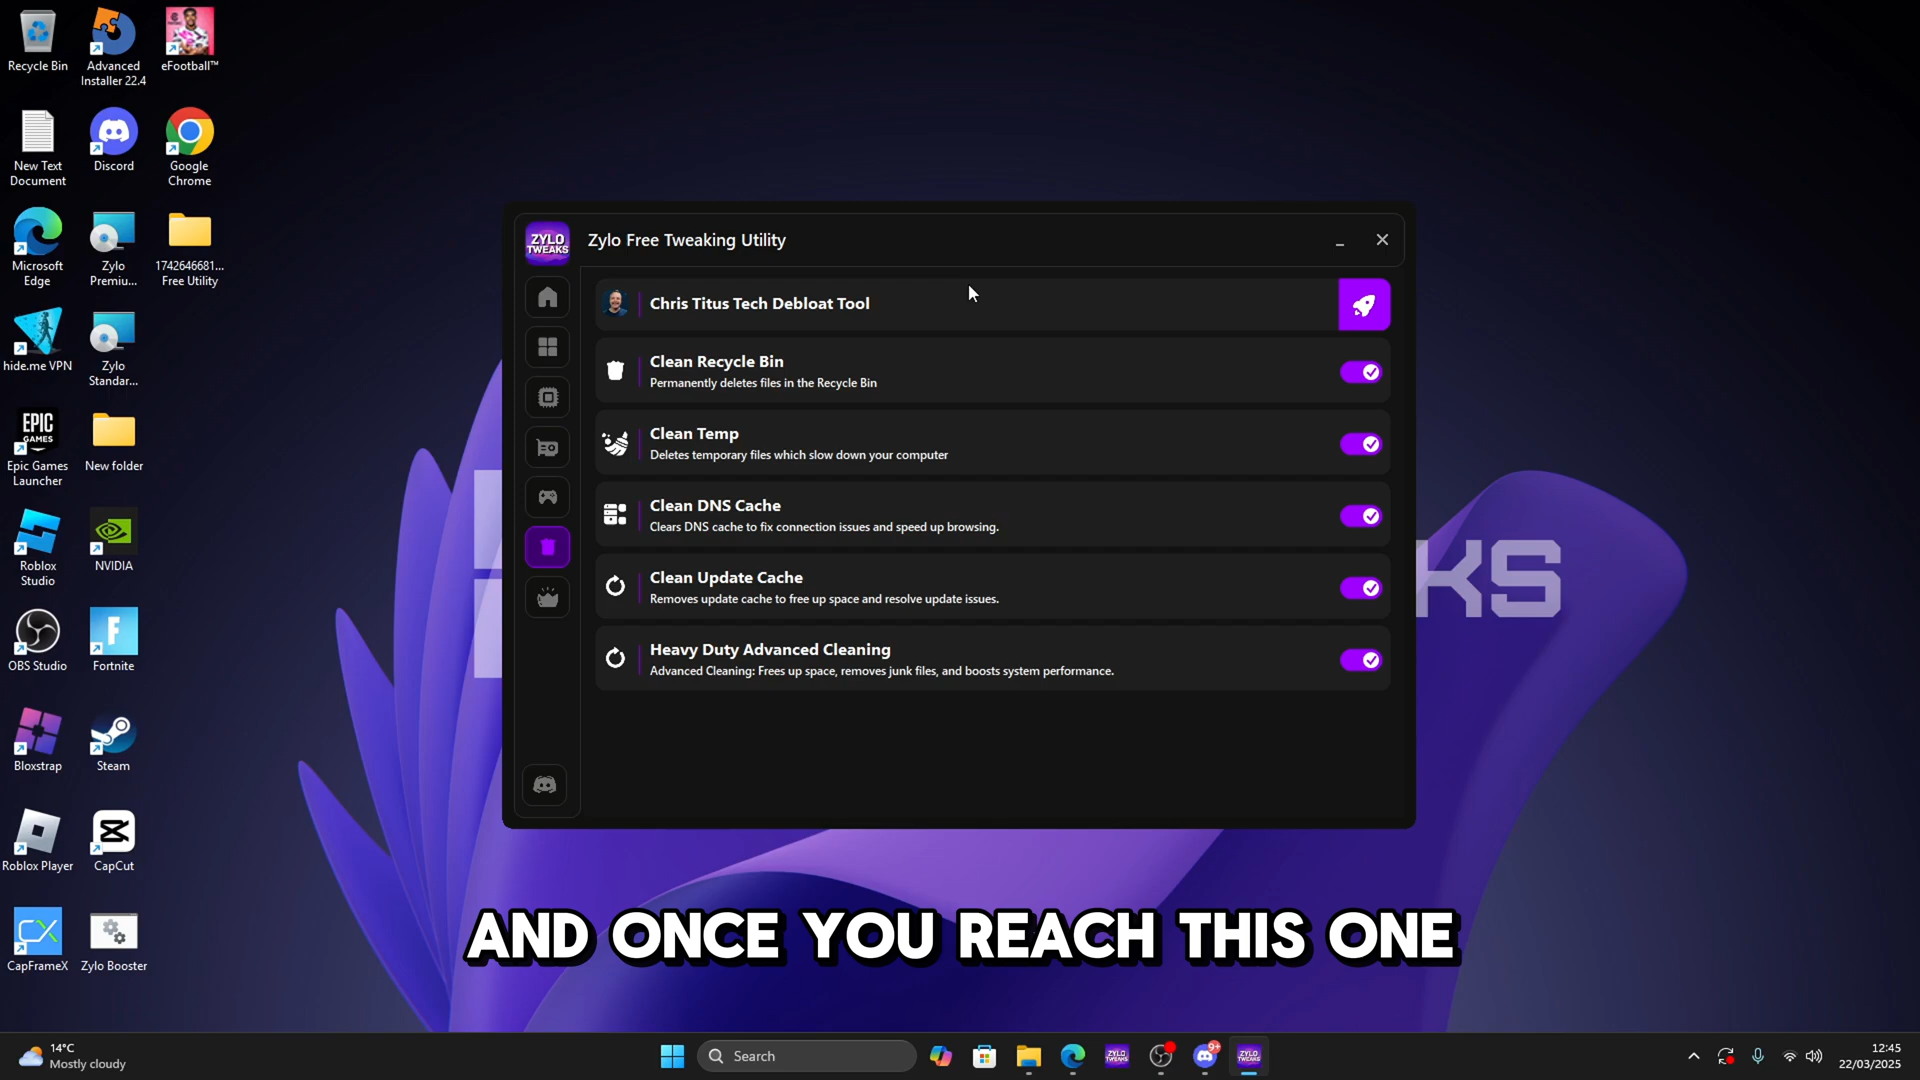 Recycle Bin
Advanced
Installer 22.4
eFootball™
New Text
Document
Discord
Google
Chrome
Microsoft
Edge
Zylo
Premiu...
1742646681...
Free Utility
hide.me VPN
Zylo
Standar...
EPIC
GAMES
Epic Games
Launcher
New folder
Roblox
Studio
NVIDIA
OBS Studio
Fortnite
Bloxstrap
Steam
Roblox Player
CapCut
CapFrameX
Zylo Booster
ZYLO
TWEAKS
Zylo Free Tweaking Utility
Chris Titus Tech Debloat Tool
Clean Recycle Bin
Permanently deletes files in the Recycle Bin
Clean Temp
Deletes temporary files which slow down your computer
Clean DNS Cache
Clears DNS cache to fix connection issues and speed up browsing.
Clean Update Cache
Removes update cache to free up space and resolve update issues.
Heavy Duty Advanced Cleaning
Advanced Cleaning: Frees up space, removes junk files, and boosts system performance.
KS
AND ONCE YOU REACH THIS ONE
14°C
Mostly cloudy
Search
ZYLO
TWEAKS
9+
ZYLO
TWEAKS
12:45
22/03/2025